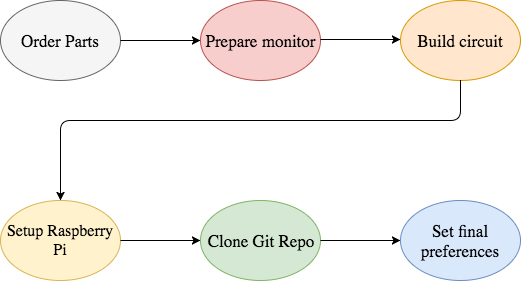 Order Parts
Prepare monitor
Build circuit
Setup Raspberry
Pi
Clone Git Repo
Set final
preferences